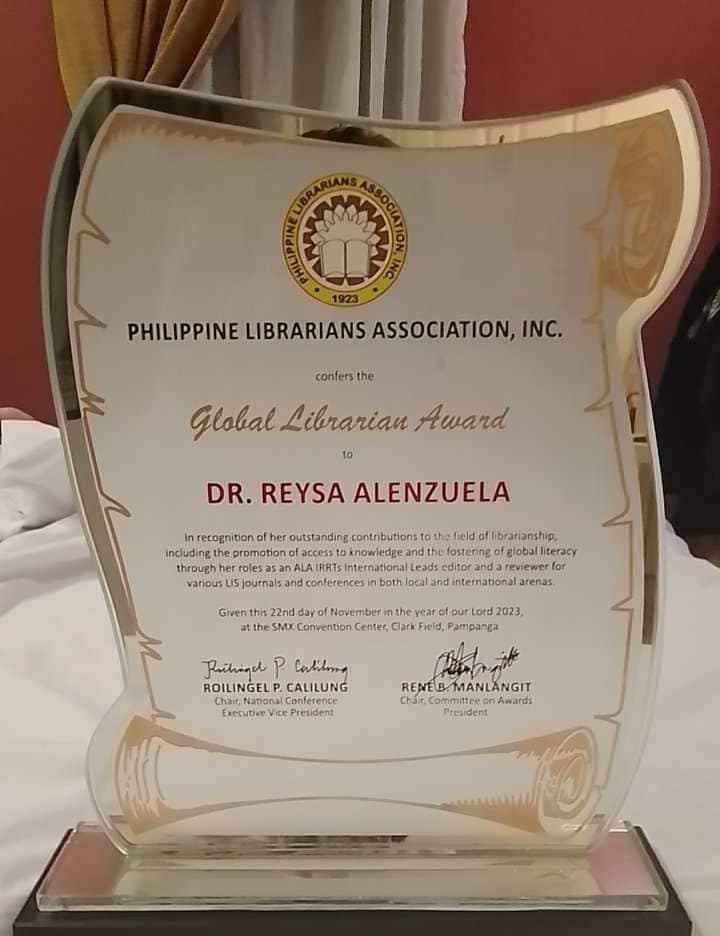 PHILIPPINE LIBRARIANS ASSOCIATION, INC.
1923
PHILIPPINE LIBRARIANS ASSOCIATION, INC.
confers the
Global Librarian Award
to
DR. REYSA ALENZUELA
In recognition of her outstanding contributions to the field of librarianship,
including the promotion of access to knowledge and the fostering of global literacy
through her roles as an ALA IRRTs International Leads editor and a reviewer for
various LIS journals and conferences in both local and international arenas.
Given this 22nd day of November in the year of our Lord 2023,
at the SMX Convention Center, Clark Field, Pampanga
Roilingel P. Calilung
ROILINGEL P. CALILUNG
Chair, National Conference
Executive Vice President
RENE B. MANLANGIT
Chair, Committee on Awards
President